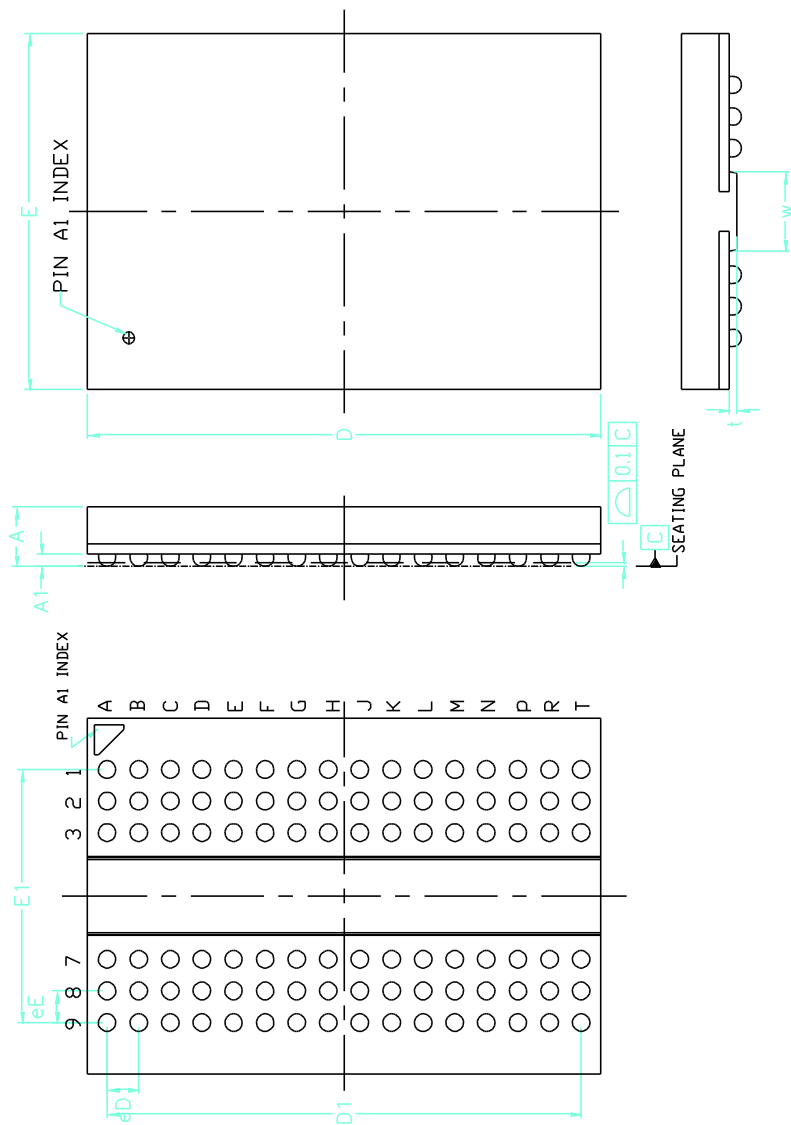 PIN A1 INDEX
E
D
w
t
0.1 C
C
SEATING PLANE
A
A1
PIN A1 INDEX
A B C D E F G H J K L M N P R T
1
2
3
7
8
9
E1
eE
eD1
D1